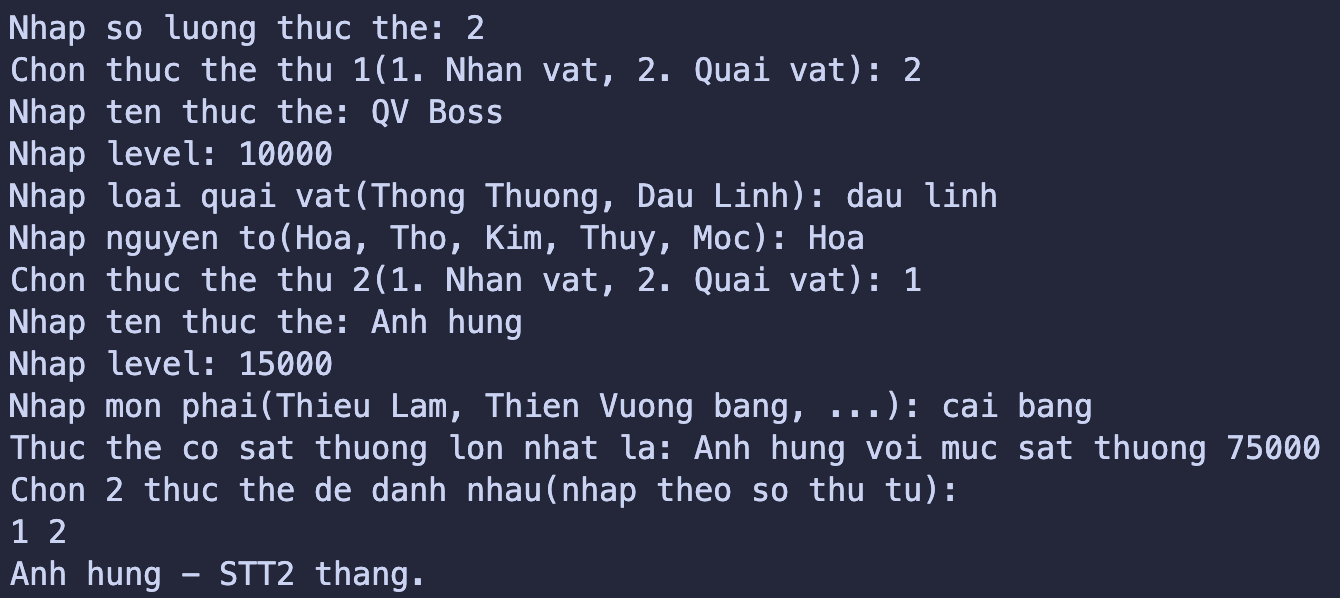 Nhap so luong thuc the: 2
Chon thuc the thu 1(1. Nhan vat, 2. Quai vat): 2
Nhap ten thuc the: QV Boss
Nhap level: 10000
Nhap loai quai vat(Thong Thuong, Dau Linh): dau linh
Nhap nguyen to(Hoa, Tho, Kim, Thuy, Moc): Hoa
Chon thuc the thu 2(1. Nhan vat, 2. Quai vat): 1
Nhap ten thuc the: Anh hung
Nhap level: 15000
Nhap mon phai(Thieu Lam, Thien Vuong bang, ...): cai bang
Thuc the co sat thuong lon nhat la: Anh hung voi muc sat thuong 75000
Chon 2 thuc the de danh nhau(nhap theo so thu tu):
1 2
Anh hung – STT2 thang.